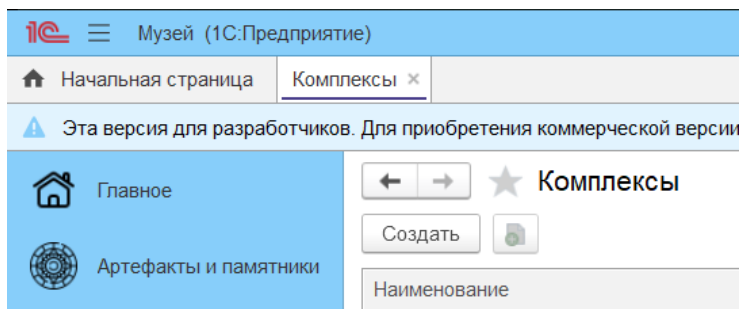 1С Музей (1С:Предприятие)
Начальная страница Комплексы ×
Эта версия для разработчиков. Для приобретения коммерческой версии
Главное
Комплексы
Создать
Артефакты и памятники
Наименование